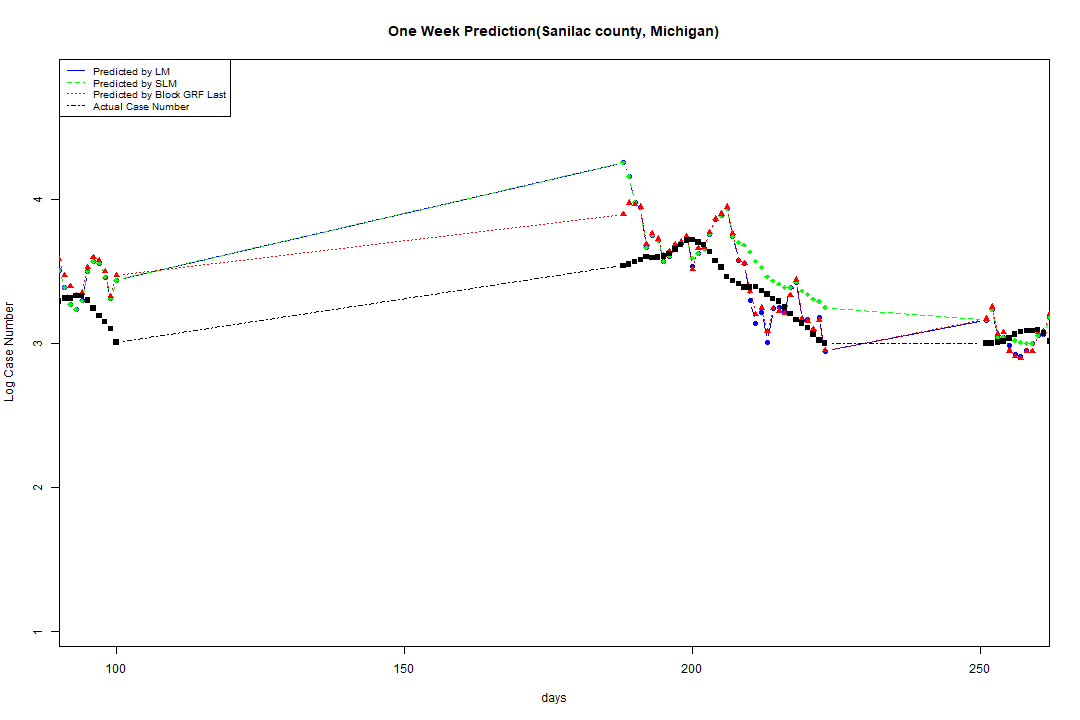 One Week Prediction(Sanilac county, Michigan)
Predicted by LM
Predicted by SLM
Predicted by Block GRF Last
Actual Case Number
Log Case Number
4
3
2
1
100 150 200 250
days